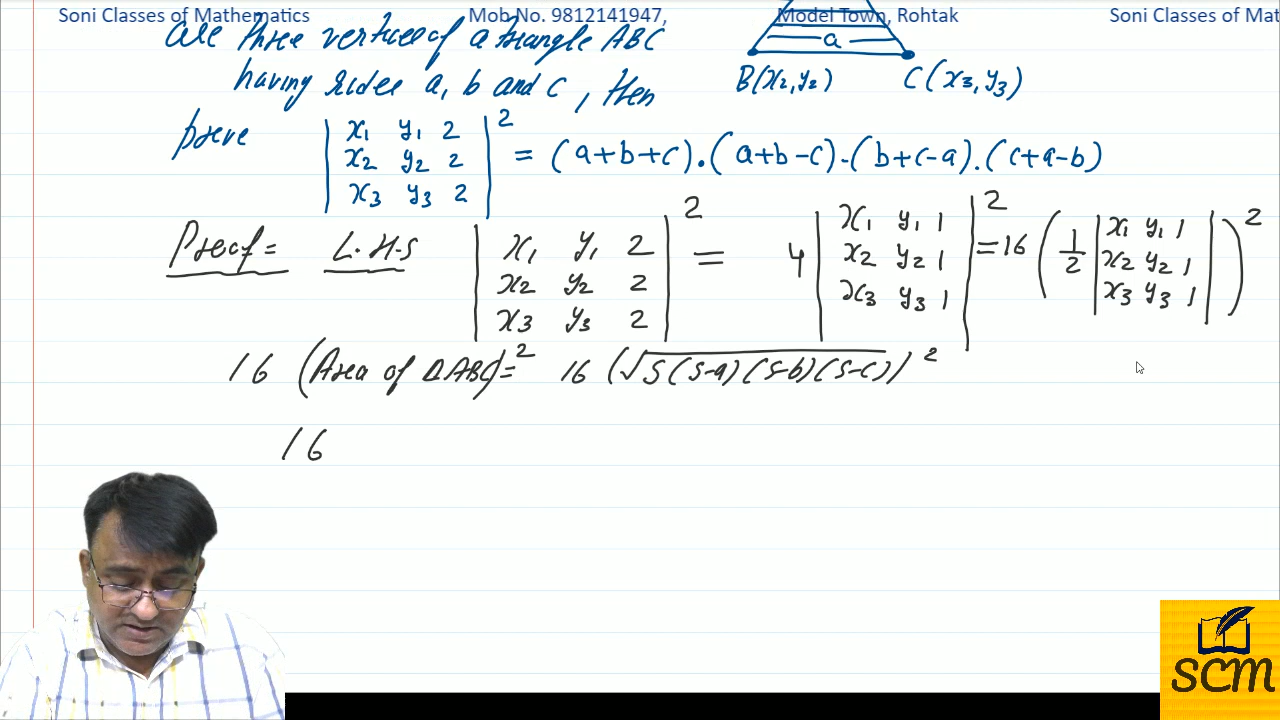 Soni Classes of Mathematics Mob No. 9812141947, Model Town, Rohtak Soni Classes of Mat
are three vertices of a triangle ABC
having sides a, b and c, then
a
B(x₂,y₂) C(x₃,y₃)
prove | x₁ y₁ 2 |²
| x₂ y₂ 2 | = (a+b+c).(a+b-c).(b+c-a).(c+a-b)
| x₃ y₃ 2 |
Proof = L.H.S | x₁ y₁ 2 |² = 4 | x₁ y₁ 1 |² = 16 ( 1/2 | x₁ y₁ 1 | )²
| x₂ y₂ 2 | | x₂ y₂ 1 | | x₂ y₂ 1 |
| x₃ y₃ 2 | | x₃ y₃ 1 | | x₃ y₃ 1 |
16 (Area of ΔABC)² = 16 (√s(s-a)(s-b)(s-c))²
16
SCM